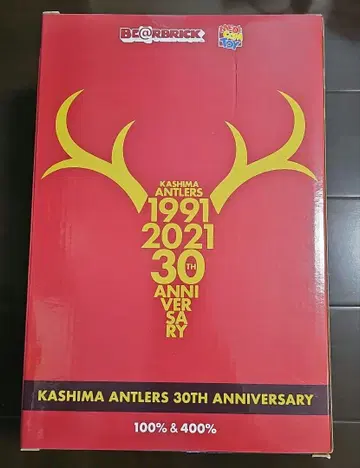 BE@RBRICK
MEDICOM
TOY
KASHIMA
ANTLERS
1991
2021
30TH
ANNI
VER
SA
RY
KASHIMA ANTLERS 30TH ANNIVERSARY
100% & 400%